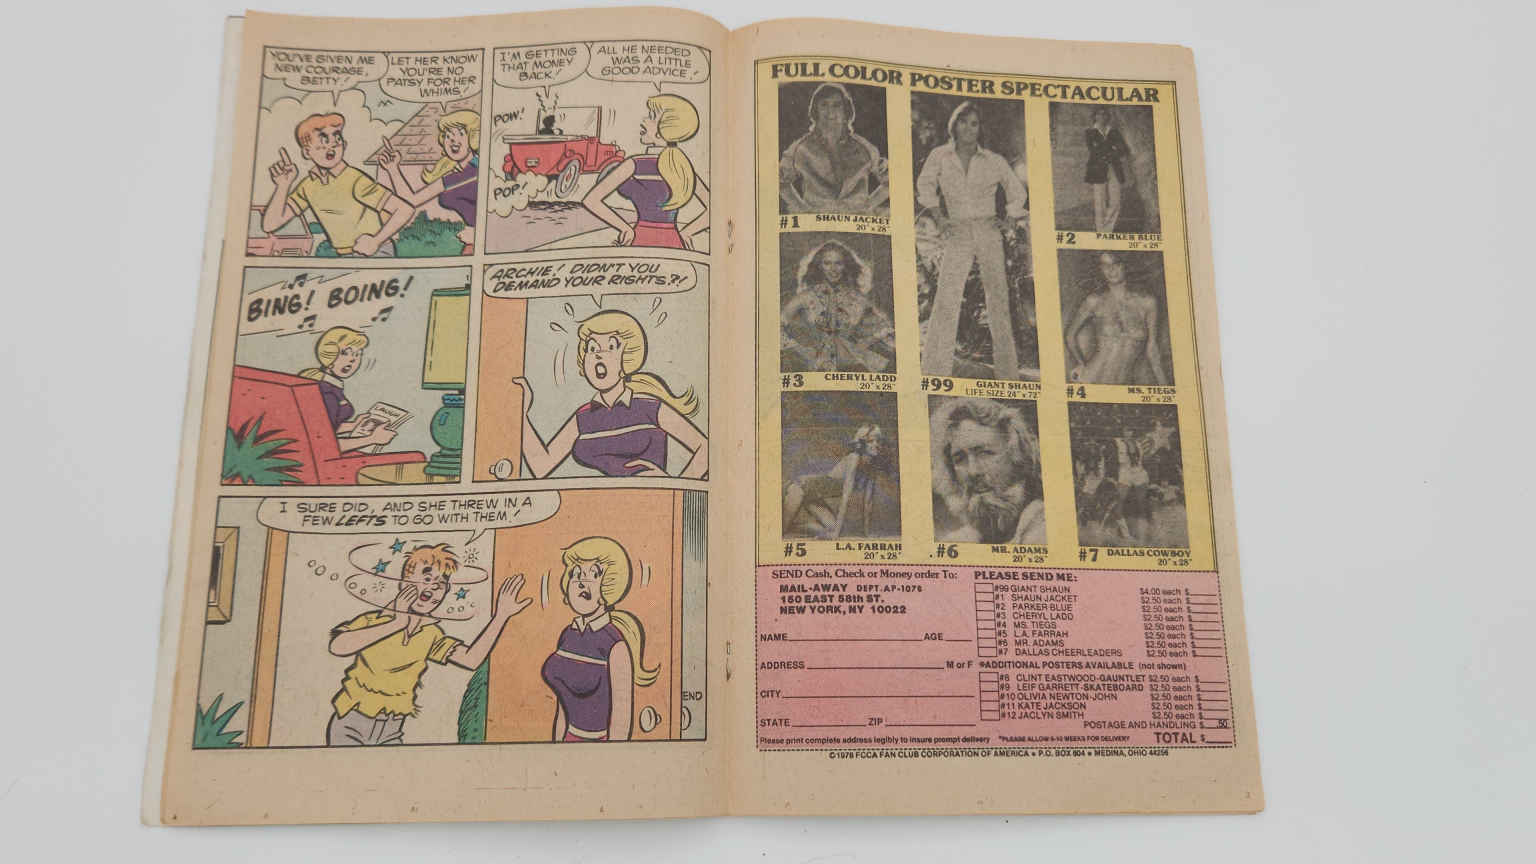 YOU'VE GIVEN ME
NEW COURAGE,
BETTY!
LET HER KNOW
YOU'RE NO
PATSY FOR HER
WHIMS!
I'M GETTING
THAT MONEY
BACK!
ALL HE NEEDED
WAS A LITTLE
GOOD ADVICE!
POW!
POP!
BING! BOING!
LAUGH
ARCHIE! DIDN'T YOU
DEMAND YOUR RIGHTS?!
I SURE DID, AND SHE THREW IN A
FEW LEFTS TO GO WITH THEM!
END
FULL COLOR POSTER SPECTACULAR
#1 SHAUN JACKET
20" x 28"
#2 PARKER BLUE
20" x 28"
#3 CHERYL LADD
20" x 28"
#99 GIANT SHAUN
LIFE SIZE 24" x 72"
#4 MS. TIEGS
20" x 28"
#5 L.A. FARRAH
20" x 28"
#6 MR. ADAMS
20" x 28"
#7 DALLAS COWBOY
20" x 28"
SEND Cash, Check or Money order To:
MAIL-AWAY DEPT. AP-1078
150 EAST 58th ST.
NEW YORK, NY 10022
NAME AGE
ADDRESS M or F
CITY
STATE ZIP
Please print complete address legibly to insure prompt delivery
PLEASE SEND ME:
#99 GIANT SHAUN $4.00 each $
#1 SHAUN JACKET $2.50 each $
#2 PARKER BLUE $2.50 each $
#3 CHERYL LADD $2.50 each $
#4 MS. TIEGS $2.50 each $
#5 L.A. FARRAH $2.50 each $
#6 MR. ADAMS $2.50 each $
#7 DALLAS CHEERLEADERS $2.50 each $
*ADDITIONAL POSTERS AVAILABLE (not shown)
#8 CLINT EASTWOOD-GAUNTLET $2.50 each $
#9 LEIF GARRETT-SKATEBOARD $2.50 each $
#10 OLIVIA NEWTON-JOHN $2.50 each $
#11 KATE JACKSON $2.50 each $
#12 JACLYN SMITH $2.50 each $
POSTAGE AND HANDLING $ .50
*PLEASE ALLOW 6-10 WEEKS FOR DELIVERY TOTAL $
©1978 FCCA FAN CLUB CORPORATION OF AMERICA • P.O. BOX 604 • MEDINA, OHIO 44256